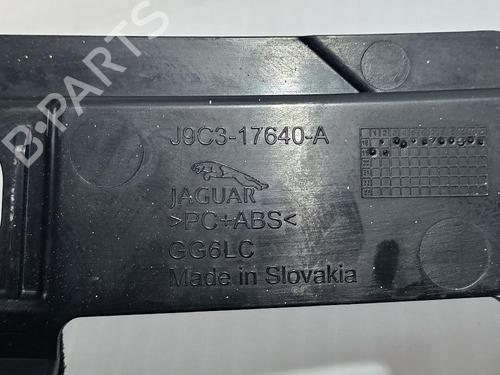 B-PARTS
J9C3-17640-A
JAGUAR
>PC+ABS<
GG6LC
Made in Slovakia